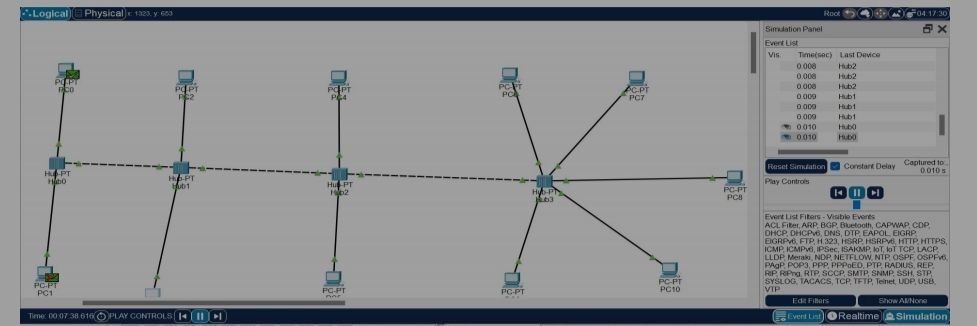 Logical Physical x: 1323, y: 653 Root 04:17:30
Simulation Panel
Event List
Vis. Time(sec) Last Device
0.008 Hub2
0.008 Hub2
0.008 Hub2
0.009 Hub1
0.009 Hub1
0.009 Hub1
0.010 Hub0
0.010 Hub0
Reset Simulation Constant Delay Captured to:
0.010 s
Play Controls
Event List Filters - Visible Events
ACL Filter, ARP, BGP, Bluetooth, CAPWAP, CDP,
DHCP, DHCPv6, DNS, DTP, EAPOL, EIGRP,
EIGRPv6, FTP, H.323, HSRP, HSRPv6, HTTP, HTTPS,
ICMP, ICMPv6, IPSec, ISAKMP, IoT, IoT TCP, LACP,
LLDP, Meraki, NDP, NETFLOW, NTP, OSPF, OSPFv6,
PAgP, POP3, PPP, PPPoED, PTP, RADIUS, REP,
RIP, RIPng, RTP, SCCP, SMTP, SNMP, SSH, STP,
SYSLOG, TACACS, TCP, TFTP, Telnet, UDP, USB,
VTP
Edit Filters Show All/None
PC-PT
PC0
PC-PT
PC2
PC-PT
PC4
PC-PT
PC6
PC-PT
PC7
Hub-PT
Hub0
Hub-PT
Hub1
Hub-PT
Hub2
Hub-PT
Hub3
PC-PT
PC8
PC-PT
PC1
PC-PT
PC-PT
PC-PT
PC10
Time: 00:07:38.616 PLAY CONTROLS: Event List Realtime Simulation